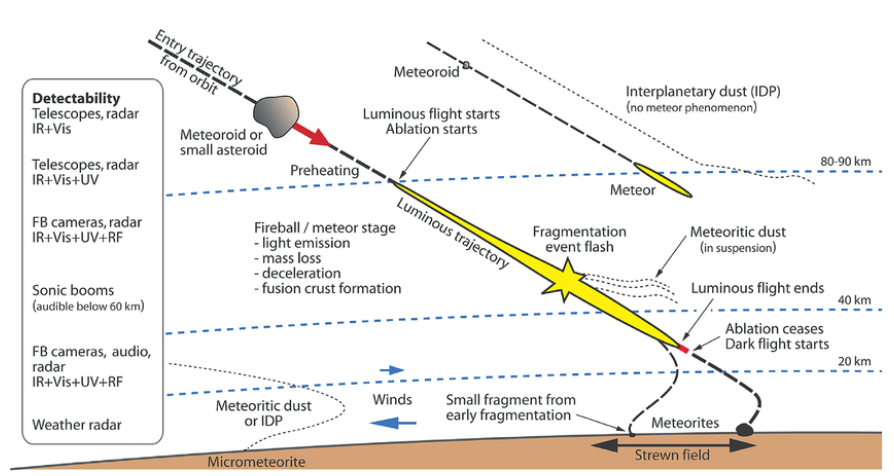 Entry trajectory
from orbit
Detectability
Telescopes, radar
IR+Vis
Telescopes, radar
IR+Vis+UV
FB cameras, radar
IR+Vis+UV+RF
Sonic booms
(audible below 60 km)
FB cameras, audio,
radar
IR+Vis+UV+RF
Weather radar
Meteoroid or
small asteroid
Preheating
Luminous flight starts
Ablation starts
Meteoroid
Interplanetary dust (IDP)
(no meteor phenomenon)
80-90 km
Meteor
Luminous trajectory
Fireball / meteor stage
- light emission
- mass loss
- deceleration
- fusion crust formation
Fragmentation
event flash
Meteoritic dust
(in suspension)
Luminous flight ends
40 km
Ablation ceases
Dark flight starts
20 km
Meteoritic dust
or IDP
Winds
Small fragment from
early fragmentation
Meteorites
Strewn field
Micrometeorite